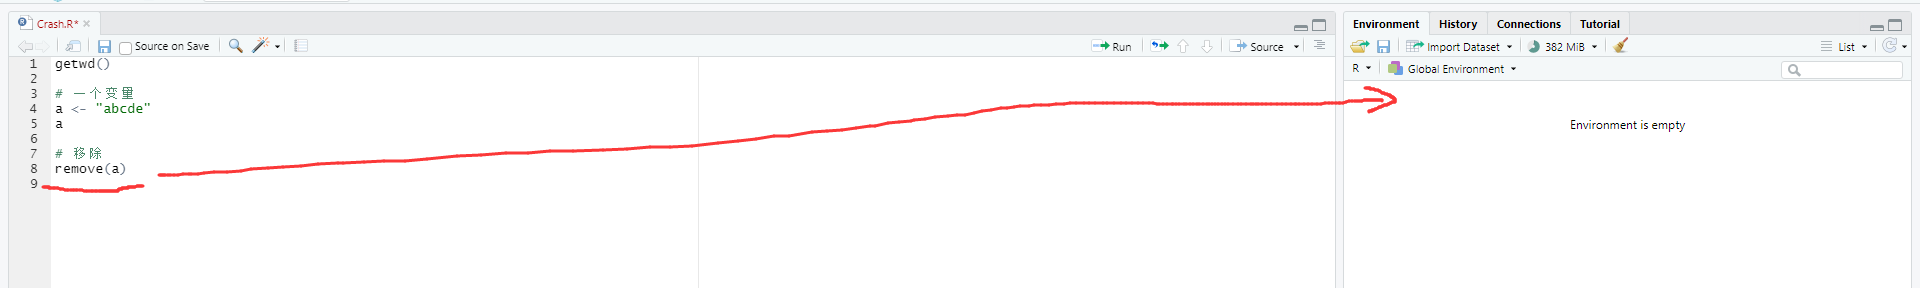 Crash.R*
Source on Save
Run
Source
1 getwd()
2
3 # 一个变量
4 a <- "abcde"
5 a
6
7 # 移除
8 remove(a)
9
Environment History Connections Tutorial
Import Dataset 382 MiB List
R Global Environment
Environment is empty